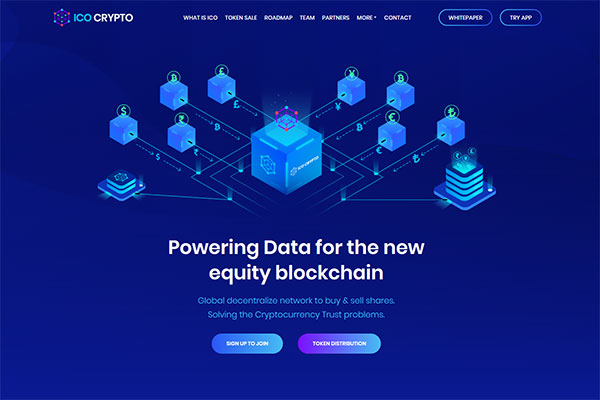 ICO CRYPTO
WHAT IS ICO TOKEN SALE ROADMAP TEAM PARTNERS MORE CONTACT
WHITEPAPER TRY APP
£ ¥
₿ ₿
$ ₹ € ₺
£ ¥
₿ ₿
$ ₹ € ₺
ICO CRYPTO
Powering Data for the new
equity blockchain
Global decentralize network to buy & sell shares.
Solving the Cryptocurrency Trust problems.
SIGN UP TO JOIN TOKEN DISTRIBUTION